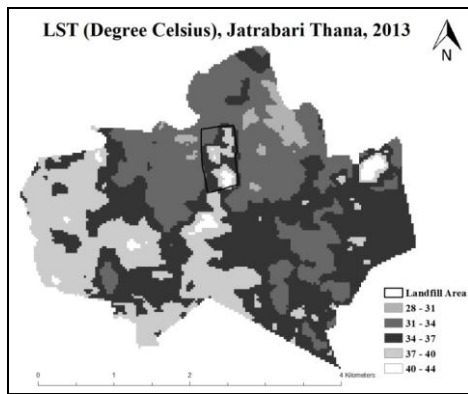 LST (Degree Celsius), Jatrabari Thana, 2013
N
Landfill Area
28 - 31
31 - 34
34 - 37
37 - 40
40 - 44
0 1 2 4 Kilometers